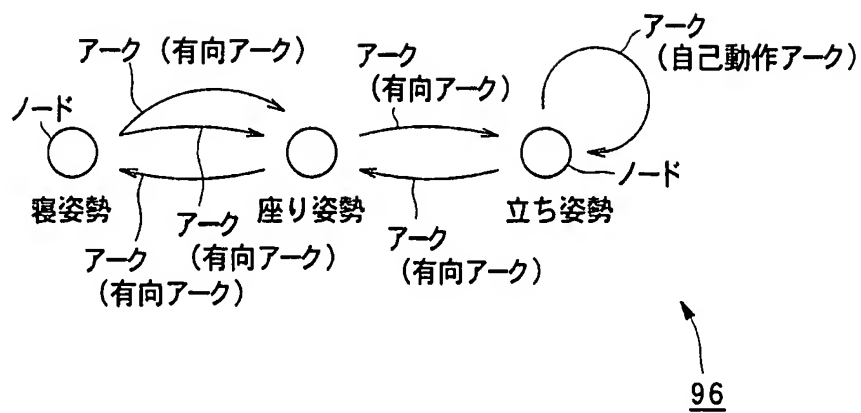 アーク（有向アーク）
アーク
（有向アーク）
アーク
（自己動作アーク）
ノード
ノード
寝姿勢
座り姿勢
立ち姿勢
アーク
（有向アーク）
アーク
（有向アーク）
アーク
（有向アーク）
96